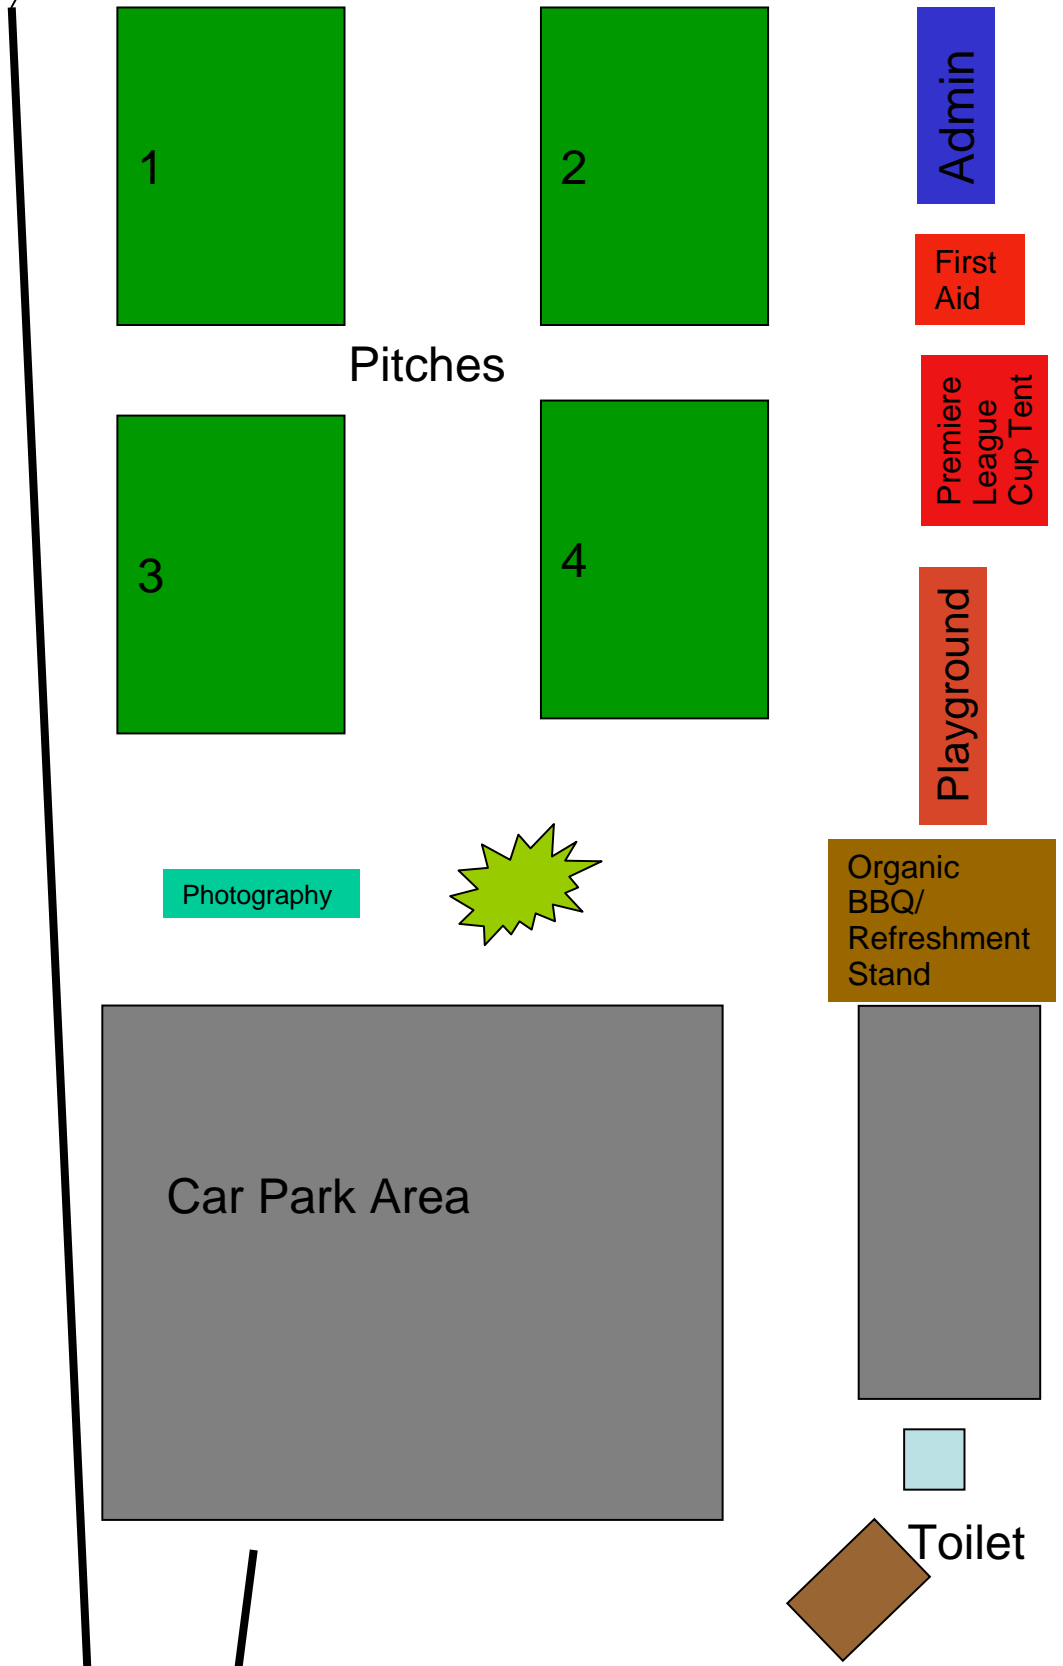 1
2
Admin
First
Aid
Pitches
Premiere
League
Cup Tent
3
4
Playground
Photography
Organic
BBQ/
Refreshment
Stand
Car Park Area
Toilet